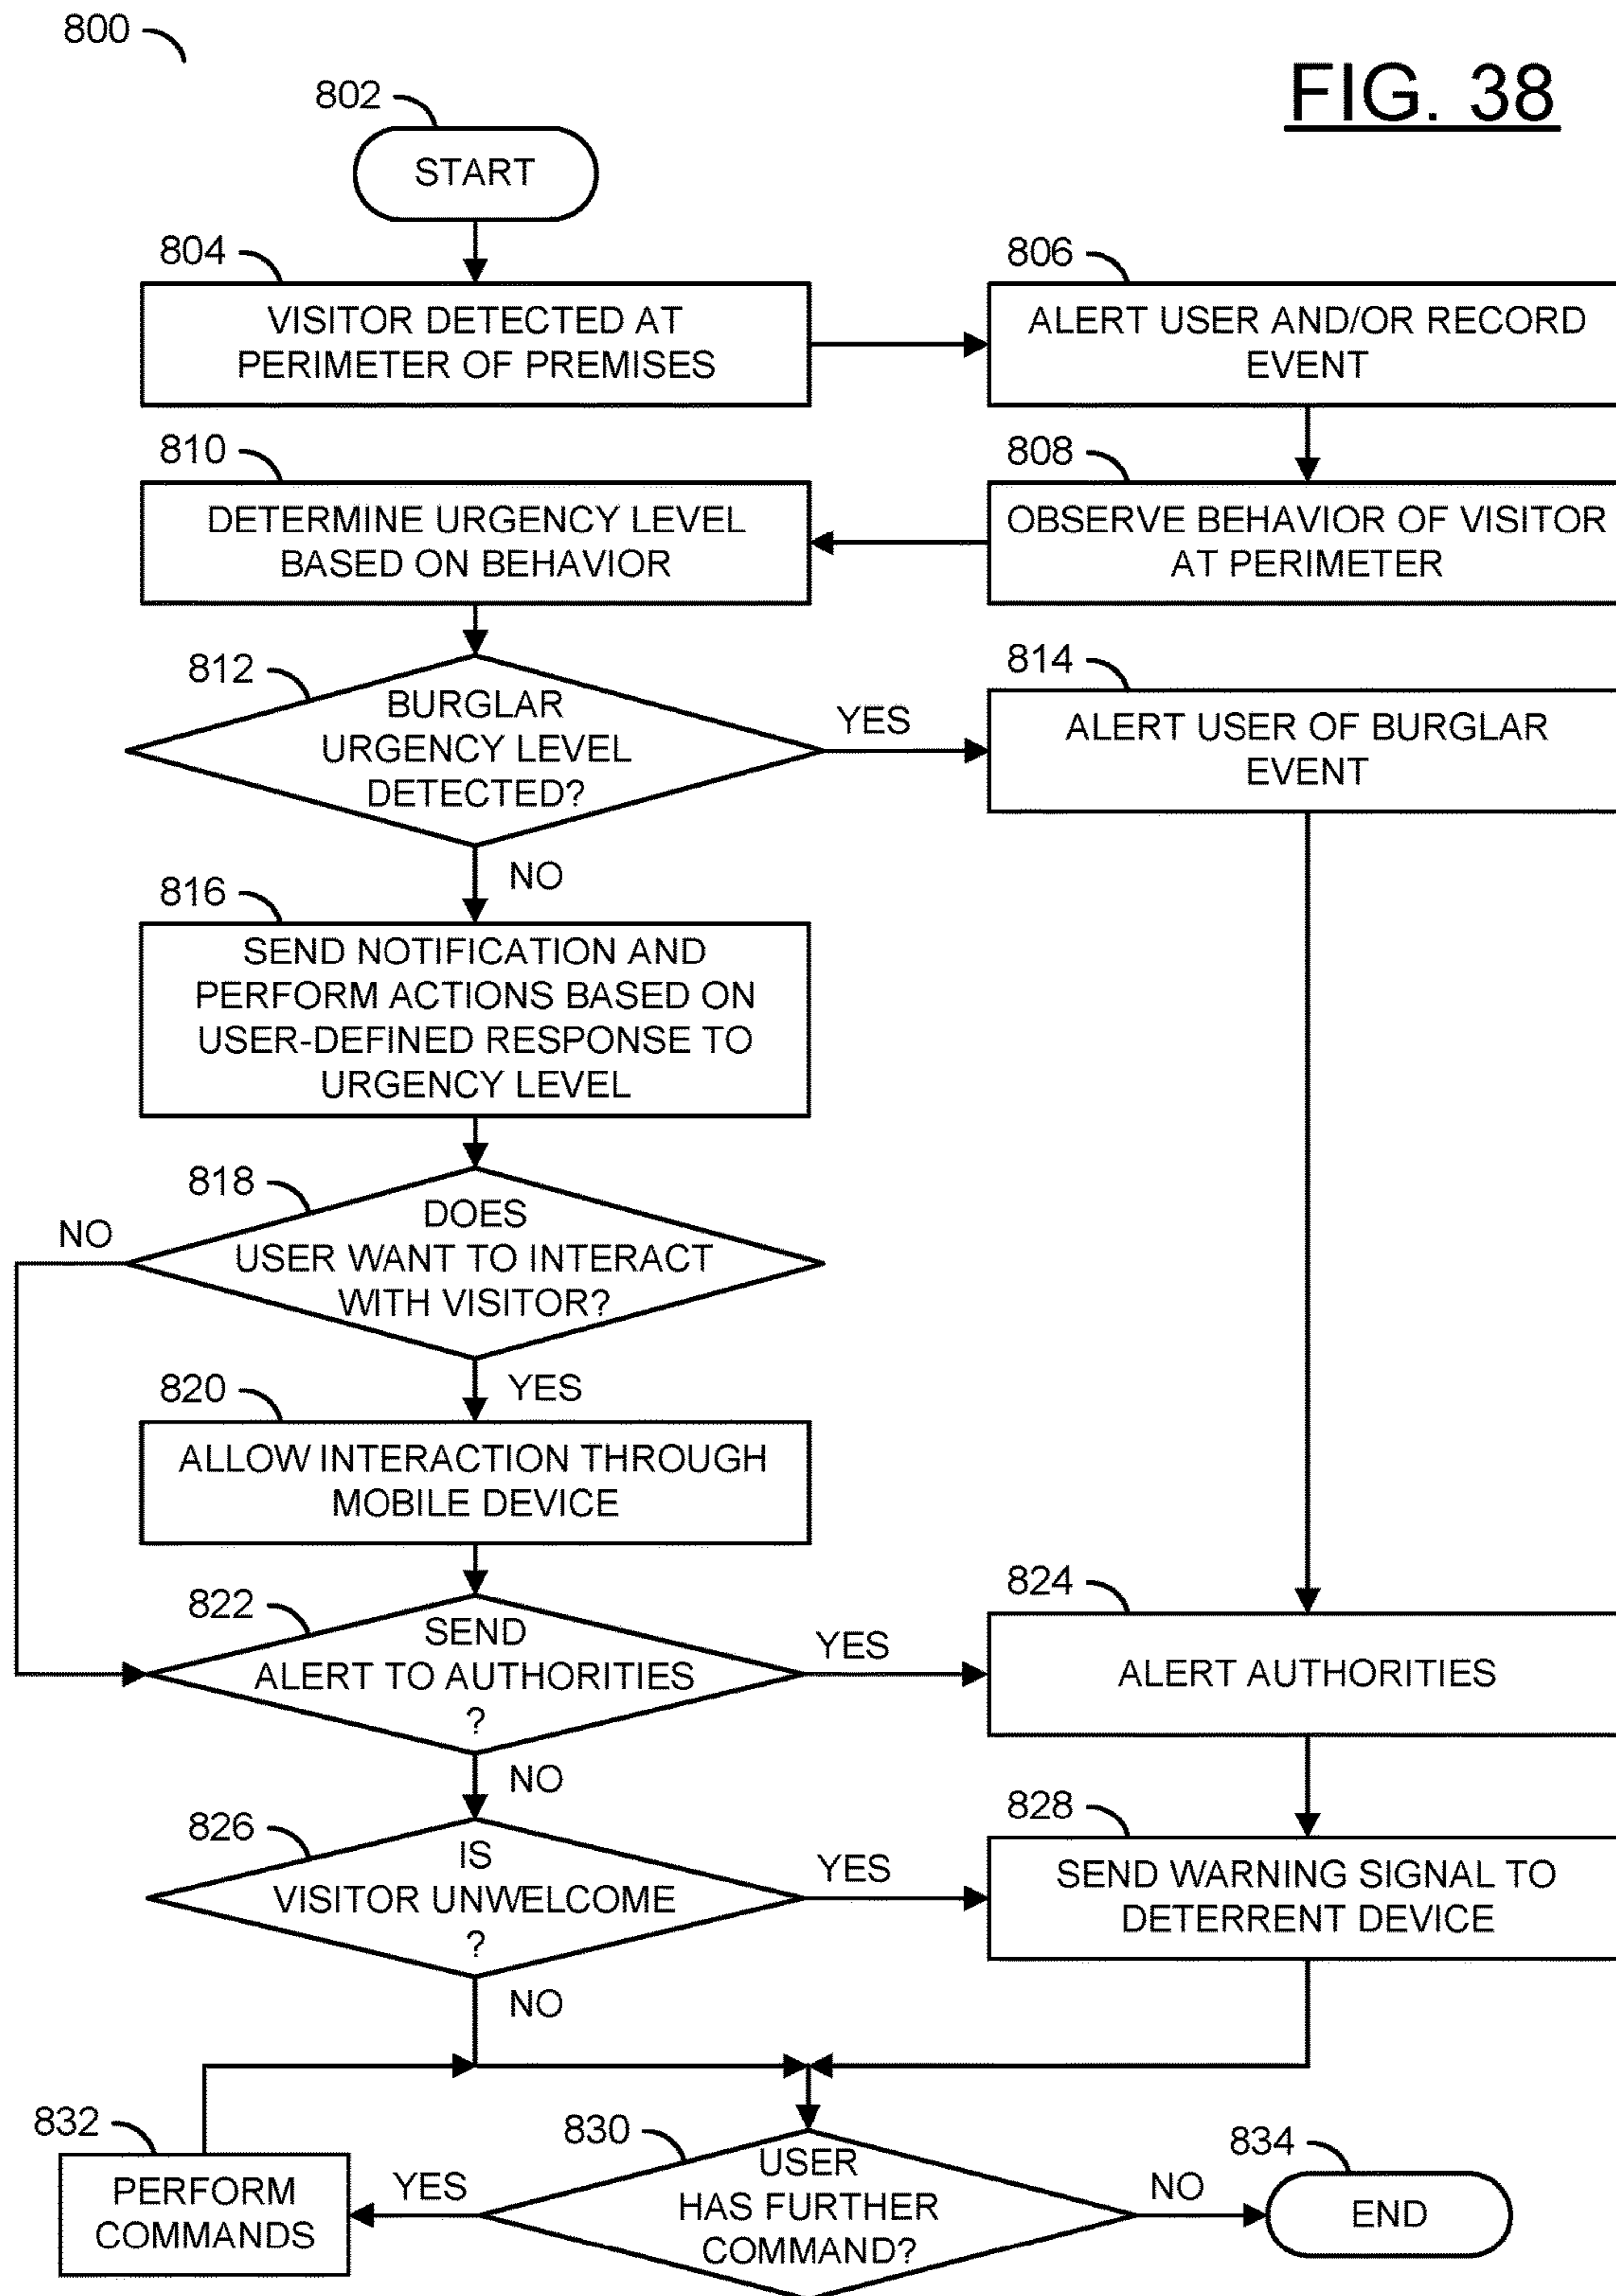 800
FIG. 38
802
START
804
VISITOR DETECTED AT
PERIMETER OF PREMISES
806
ALERT USER AND/OR RECORD
EVENT
810
DETERMINE URGENCY LEVEL
BASED ON BEHAVIOR
808
OBSERVE BEHAVIOR OF VISITOR
AT PERIMETER
812
BURGLAR
URGENCY LEVEL
DETECTED?
YES
814
ALERT USER OF BURGLAR
EVENT
NO
816
SEND NOTIFICATION AND
PERFORM ACTIONS BASED ON
USER-DEFINED RESPONSE TO
URGENCY LEVEL
818
DOES
USER WANT TO INTERACT
WITH VISITOR?
NO
YES
820
ALLOW INTERACTION THROUGH
MOBILE DEVICE
822
SEND
ALERT TO AUTHORITIES
?
YES
824
ALERT AUTHORITIES
NO
826
IS
VISITOR UNWELCOME
?
YES
828
SEND WARNING SIGNAL TO
DETERRENT DEVICE
NO
832
PERFORM
COMMANDS
YES
830
USER
HAS FURTHER
COMMAND?
NO
834
END